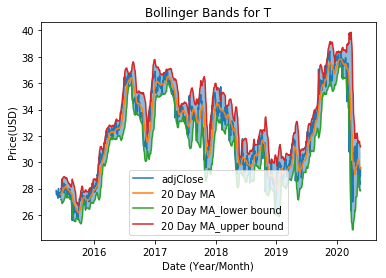 Bollinger Bands for T
Price(USD)
40
38
36
34
32
30
28
26
adjClose
20 Day MA
20 Day MA_lower bound
20 Day MA_upper bound
2016
2017
2018
2019
2020
Date (Year/Month)